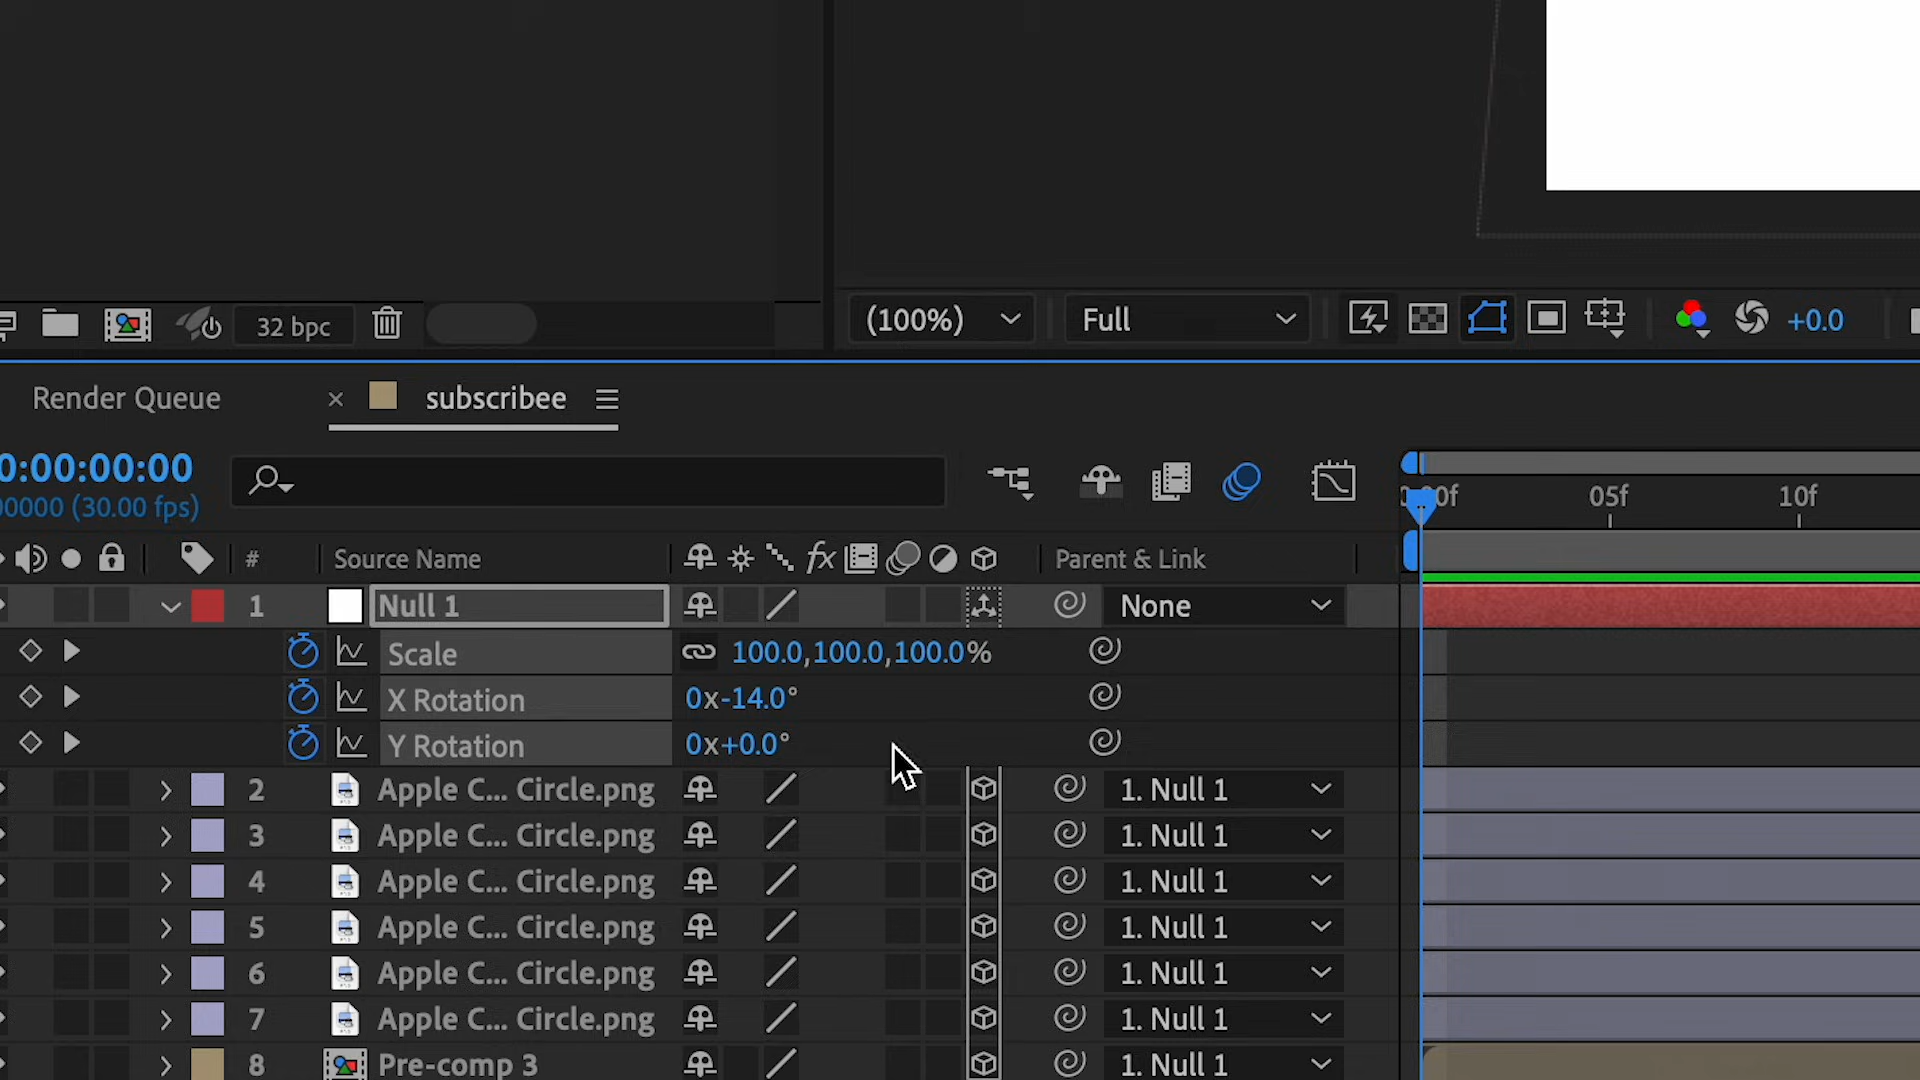 32 bpc
(100%) Full +0.0
Render Queue × subscribee
0:00:00:00
00000 (30.00 fps)
05f 10f
# Source Name fx Parent & Link
1 Null 1 None
Scale 100.0,100.0,100.0%
X Rotation 0x-14.0°
Y Rotation 0x+0.0°
2 Apple C... Circle.png 1. Null 1
3 Apple C... Circle.png 1. Null 1
4 Apple C... Circle.png 1. Null 1
5 Apple C... Circle.png 1. Null 1
6 Apple C... Circle.png 1. Null 1
7 Apple C... Circle.png 1. Null 1
8 Pre-comp 3 1. Null 1